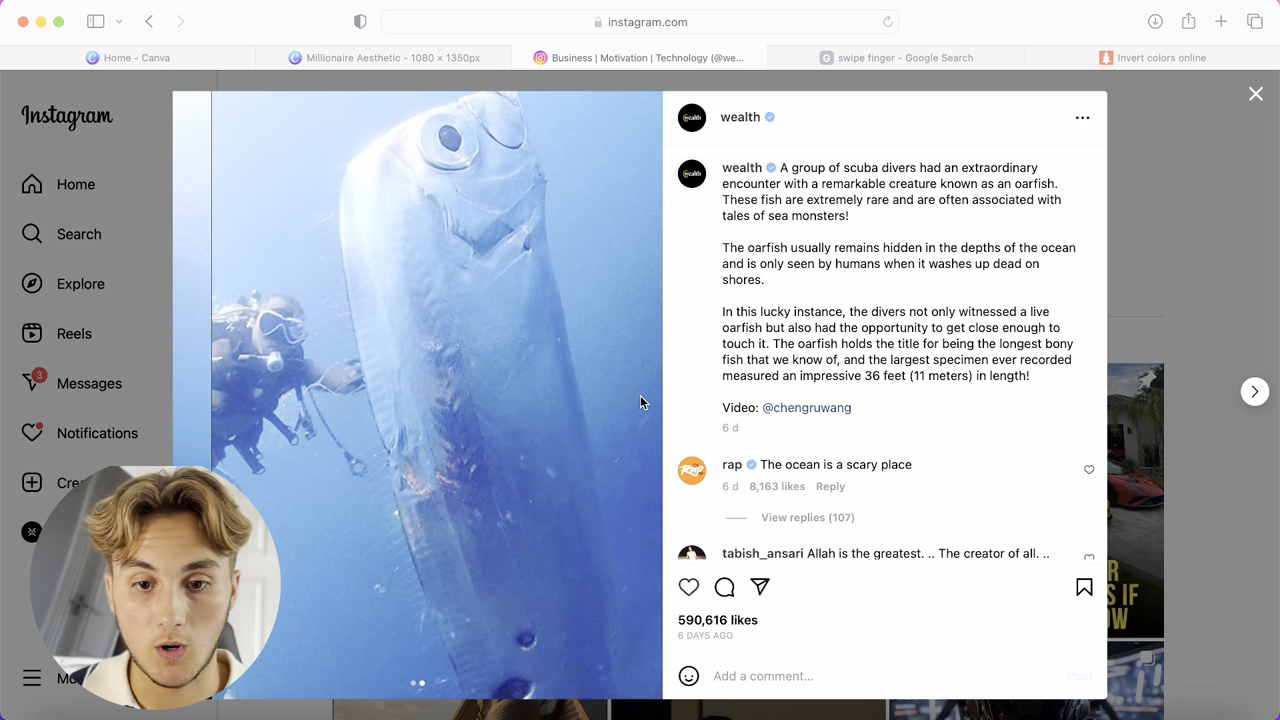 instagram.com
Home – Canva
Millionaire Aesthetic - 1080 × 1350px
Business | Motivation | Technology (@we...
G
swipe finger - Google Search
Invert colors online
Instagram
Home
Search
Explore
Reels
3
Messages
Notifications
wealth
wealth A group of scuba divers had an extraordinary
encounter with a remarkable creature known as an oarfish.
These fish are extremely rare and are often associated with
tales of sea monsters!
The oarfish usually remains hidden in the depths of the ocean
and is only seen by humans when it washes up dead on
shores.
In this lucky instance, the divers not only witnessed a live
oarfish but also had the opportunity to get close enough to
touch it. The oarfish holds the title for being the longest bony
fish that we know of, and the largest specimen ever recorded
measured an impressive 36 feet (11 meters) in length!
Video: @chengruwang
6 d
rap The ocean is a scary place
6 d 8,163 likes Reply
View replies (107)
tabish_ansari Allah is the greatest. .. The creator of all. ..
590,616 likes
6 DAYS AGO
Add a comment...
Post